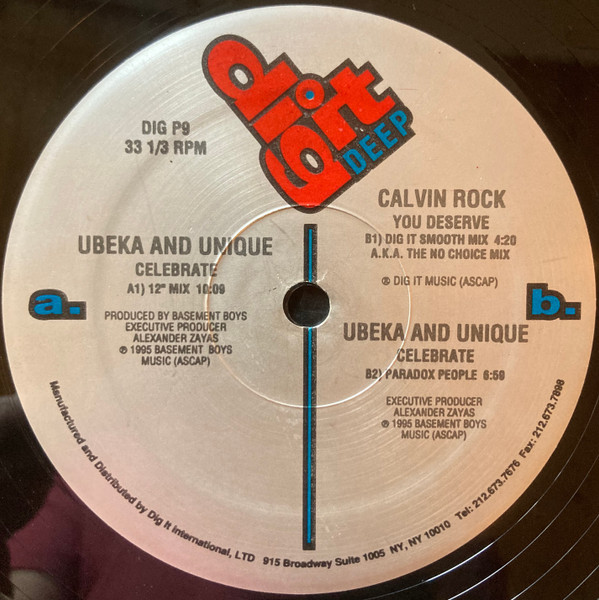 dig it
DEEP
DIG P9
33 1/3 RPM
UBEKA AND UNIQUE
CELEBRATE
A1) 12" MIX 10:09
PRODUCED BY BASEMENT BOYS
EXECUTIVE PRODUCER
ALEXANDER ZAYAS
℗ 1995 BASEMENT BOYS
MUSIC (ASCAP)
a.
CALVIN ROCK
YOU DESERVE
B1) DIG IT SMOOTH MIX 4:20
A.K.A. THE NO CHOICE MIX
℗ DIG IT MUSIC (ASCAP)
b.
UBEKA AND UNIQUE
CELEBRATE
B2) PARADOX PEOPLE 6:50
EXECUTIVE PRODUCER
ALEXANDER ZAYAS
℗ 1995 BASEMENT BOYS
MUSIC (ASCAP)
Manufactured and Distributed by Dig It International, LTD 915 Broadway Suite 1005 NY, NY 10010 Tel: 212.673.7676 Fax: 212.673.7898